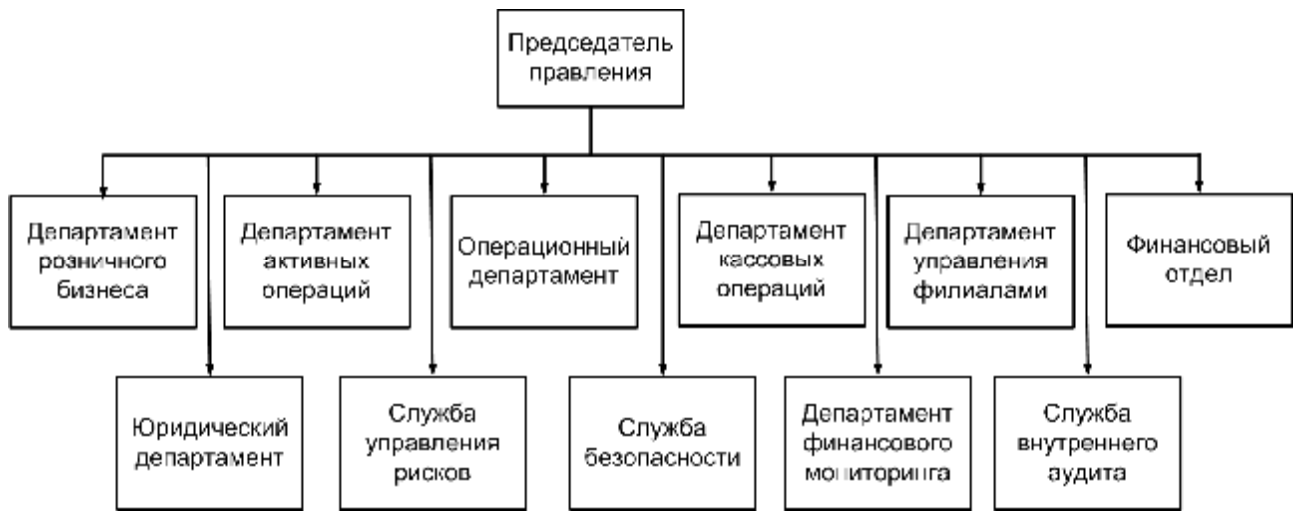 Председатель
правления
Департамент
розничного
бизнеса
Департамент
активных
операций
Операционный
департамент
Департамент
кассовых
операций
Департамент
управления
филиалами
Финансовый
отдел
Юридический
департамент
Служба
управления
рисков
Служба
безопасности
Департамент
финансового
мониторинга
Служба
внутреннего
аудита